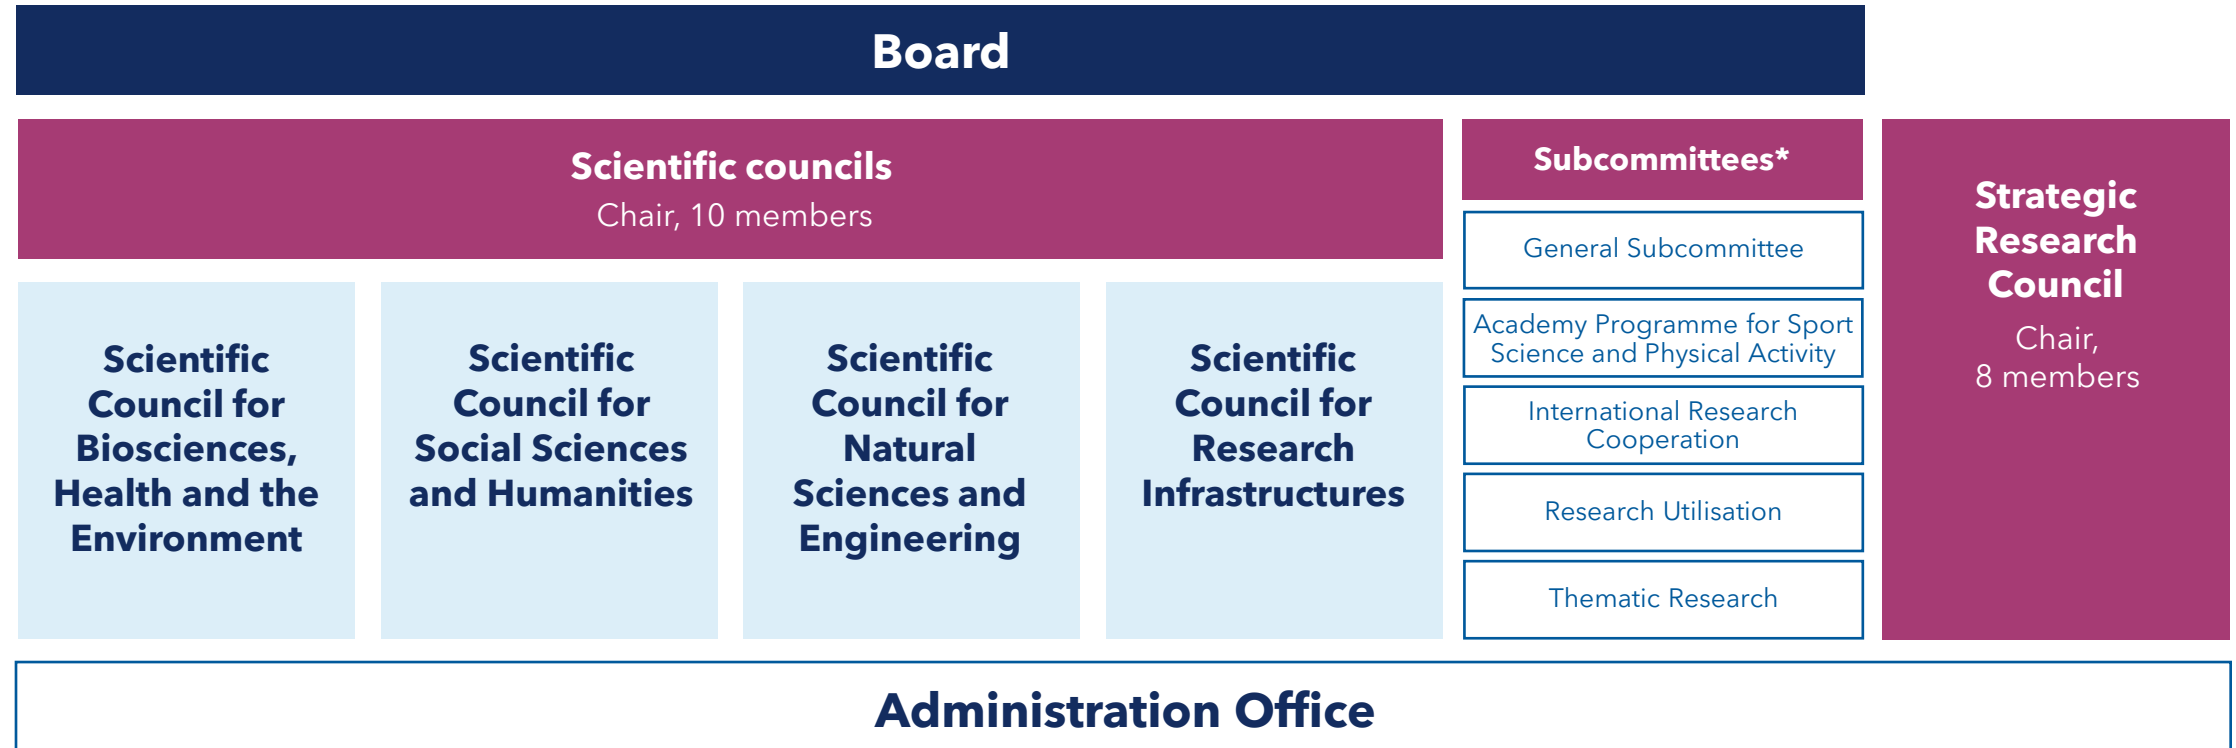 Board
Scientific councils
Chair, 10 members
Scientific
Council for
Biosciences,
Health and the
Environment
Scientific
Council for
Social Sciences
and Humanities
Scientific
Council for
Natural
Sciences and
Engineering
Scientific
Council for
Research
Infrastructures
Subcommittees*
General Subcommittee
Academy Programme for Sport
Science and Physical Activity
International Research
Cooperation
Research Utilisation
Thematic Research
Strategic
Research
Council
Chair,
8 members
Administration Office